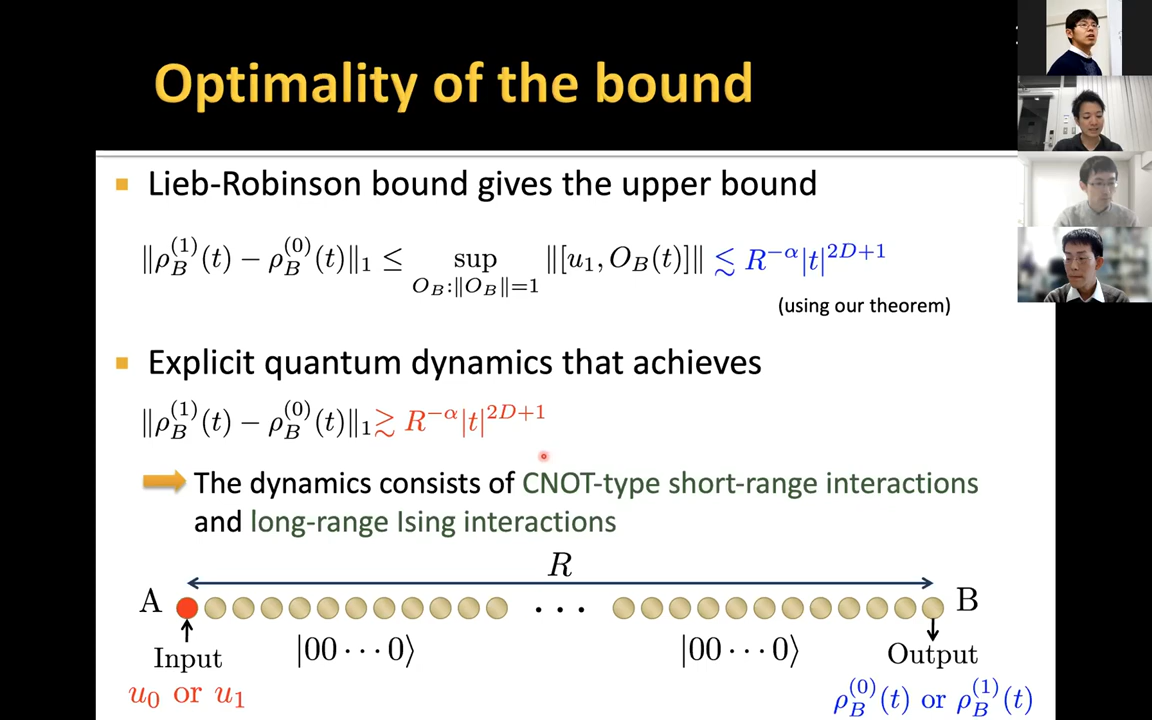 Optimality of the bound
Lieb-Robinson bound gives the upper bound
‖ρ_B^{(1)}(t) − ρ_B^{(0)}(t)‖_1 ≤ sup_{O_B:‖O_B‖=1} ‖[u_1, O_B(t)]‖ ≲ R^{−α}|t|^{2D+1}
(using our theorem)
Explicit quantum dynamics that achieves
‖ρ_B^{(1)}(t) − ρ_B^{(0)}(t)‖_1 ≳ R^{−α}|t|^{2D+1}
The dynamics consists of CNOT-type short-range interactions
and long-range Ising interactions
R
A ··· B
|00···0⟩ |00···0⟩
Input Output
u_0 or u_1 ρ_B^{(0)}(t) or ρ_B^{(1)}(t)